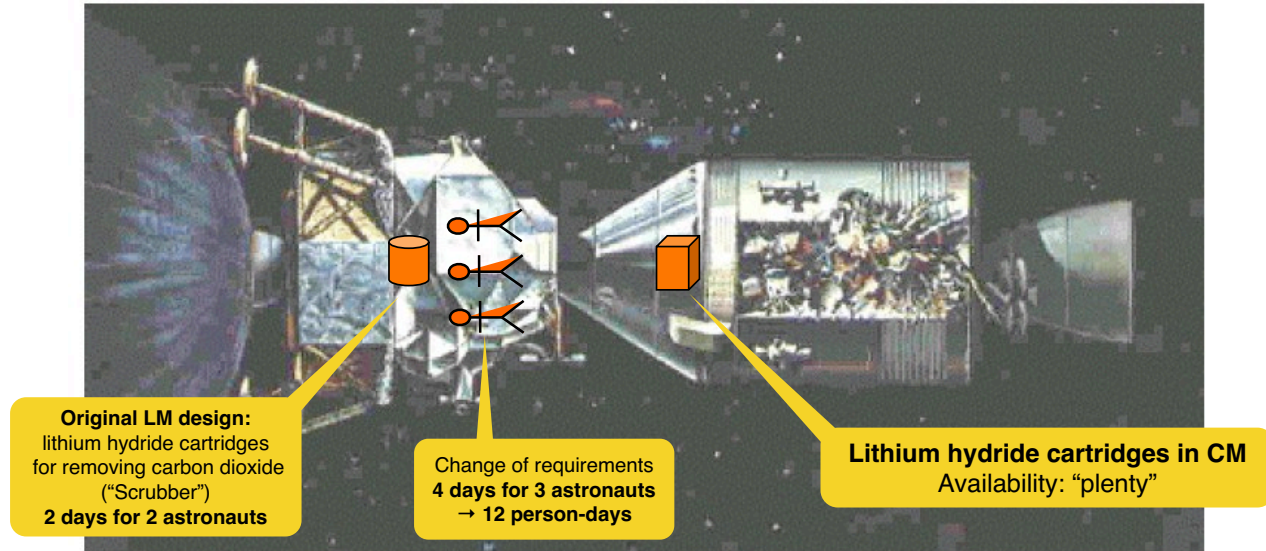 Original LM design:
lithium hydride cartridges
for removing carbon dioxide
(“Scrubber”)
2 days for 2 astronauts
Change of requirements
4 days for 3 astronauts
→ 12 person-days
Lithium hydride cartridges in CM
Availability: “plenty”